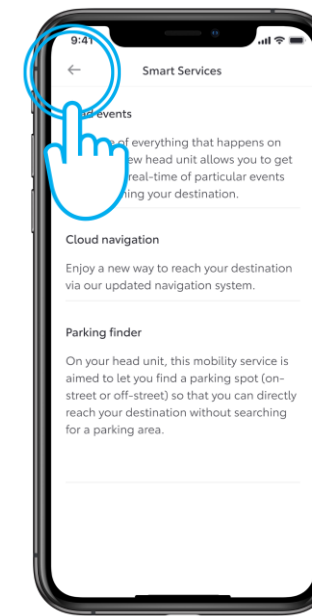 9:41
Smart Services
events
of everything that happens on
ew head unit allows you to get
real-time of particular events
ing your destination.
Cloud navigation
Enjoy a new way to reach your destination
via our updated navigation system.
Parking finder
On your head unit, this mobility service is
aimed to let you find a parking spot (on-
street or off-street) so that you can directly
reach your destination without searching
for a parking area.